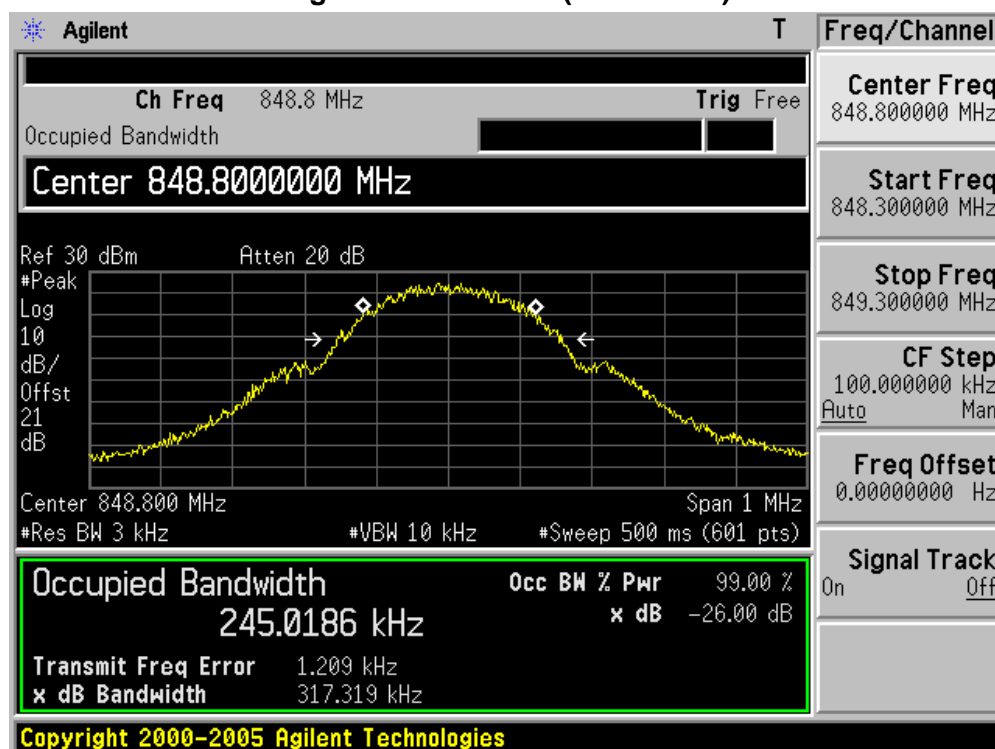 Agilent T
Freq/Channel
Ch Freq 848.8 MHz Trig Free
Occupied Bandwidth
Center 848.8000000 MHz
Ref 30 dBm Atten 20 dB
#Peak
Log
10
dB/
Offst
21
dB
Center 848.800 MHz Span 1 MHz
#Res BW 3 kHz #VBW 10 kHz #Sweep 500 ms (601 pts)
Occupied Bandwidth
245.0186 kHz
Occ BW % Pwr 99.00 %
x dB -26.00 dB
Transmit Freq Error 1.209 kHz
x dB Bandwidth 317.319 kHz
Center Freq
848.800000 MHz
Start Freq
848.300000 MHz
Stop Freq
849.300000 MHz
CF Step
100.000000 kHz
Auto Man
Freq Offset
0.00000000 Hz
Signal Track
On Off
Copyright 2000-2005 Agilent Technologies